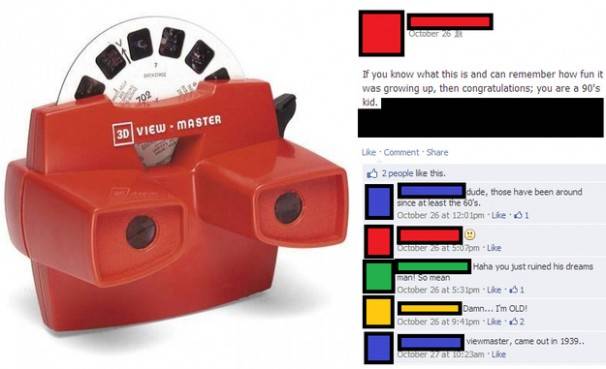 7
702
3D VIEW-MASTER
3D
October 26
If you know what this is and can remember how fun it
was growing up, then congratulations; you are a 90's
kid.
Like · Comment · Share
2 people like this.
dude, those have been around
since at least the 60's.
October 26 at 12:01pm · Like · 1
October 26 at 5:07pm · Like
Haha you just ruined his dreams
man! So mean
October 26 at 5:31pm · Like · 1
Damn... I'm OLD!
October 26 at 9:41pm · Like · 2
viewmaster, came out in 1939..
October 27 at 10:23am · Like